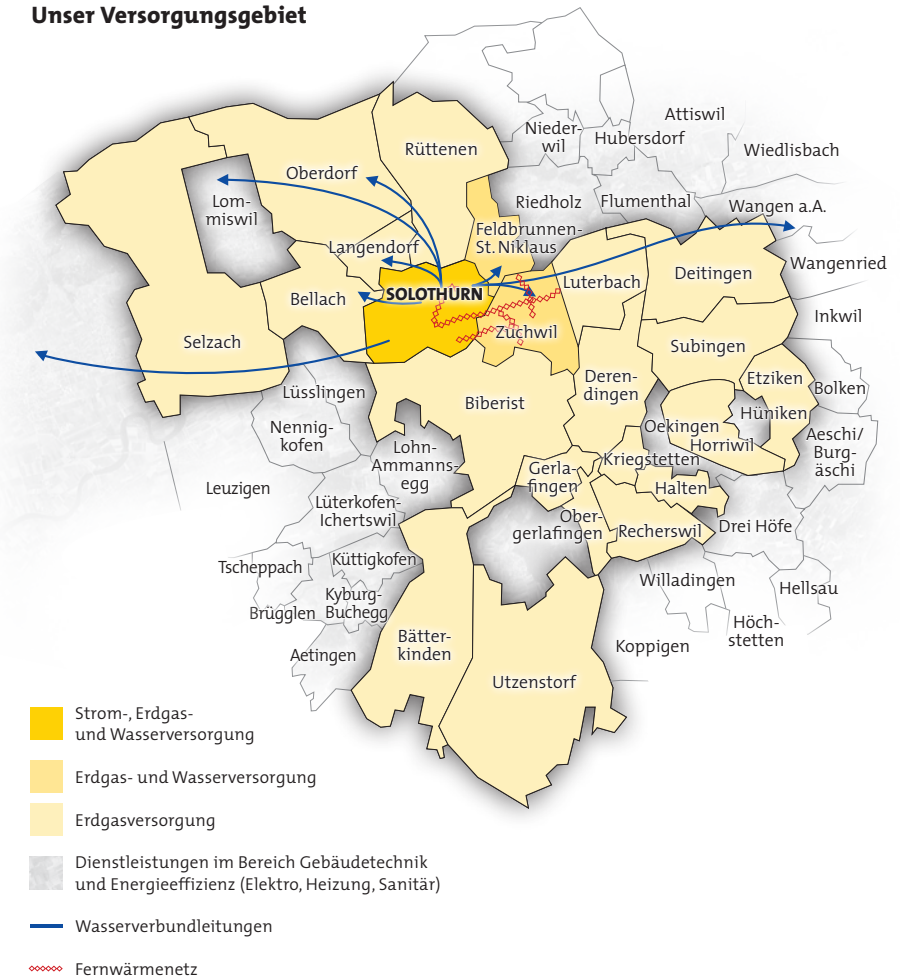 Unser Versorgungsgebiet
Attiswil
Nieder-
wil
Hubersdorf
Rüttenen
Wiedlisbach
Oberdorf
Lom-
miswil
Riedholz
Flumenthal
Wangen a.A.
Feldbrunnen-
St. Niklaus
Langendorf
Wangenried
Deitingen
Luterbach
SOLOTHURN
Bellach
Inkwil
Zuchwil
Selzach
Subingen
Etziken
Bolken
Deren-
dingen
Lüsslingen
Biberist
Hüniken
Oekingen
Nennig-
kofen
Horriwil
Aeschi/
Burg-
äschi
Lohn-
Ammanns-
egg
Kriegstetten
Gerla-
fingen
Leuzigen
Halten
Lüterkofen-
Ichertswil
Ober-
gerlafingen
Recherswil
Drei Höfe
Tscheppach
Küttigkofen
Willadingen
Hellsau
Kyburg-
Buchegg
Brügglen
Höch-
stetten
Bätter-
kinden
Koppigen
Aetingen
Utzenstorf
Strom-, Erdgas-
und Wasserversorgung
Erdgas- und Wasserversorgung
Erdgasversorgung
Dienstleistungen im Bereich Gebäudetechnik
und Energieeffizienz (Elektro, Heizung, Sanitär)
Wasserverbundleitungen
Fernwärmenetz